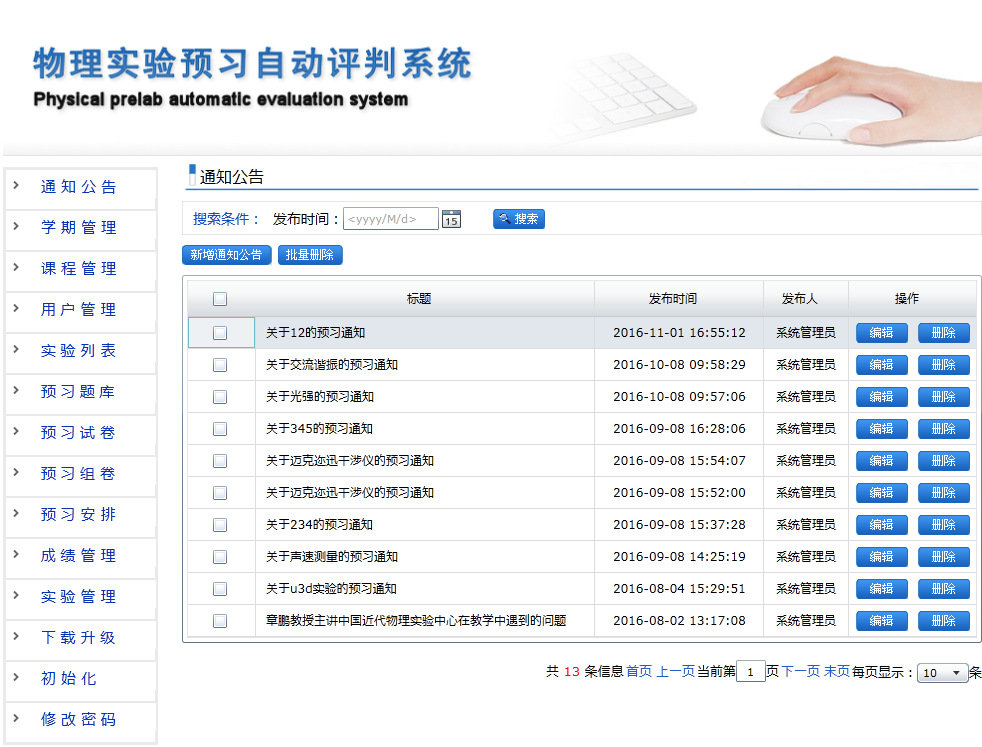 物理实验预习自动评判系统
Physical prelab automatic evaluation system
通知公告
学期管理
课程管理
用户管理
实验列表
预习题库
预习试卷
预习组卷
预习安排
成绩管理
实验管理
下载升级
初始化
修改密码
通知公告
搜索条件： 发布时间： <yyyy/M/d> 15 搜索
新增通知公告 批量删除
标题 发布时间 发布人 操作
关于12的预习通知 2016-11-01 16:55:12 系统管理员 编辑 删除
关于交流谐振的预习通知 2016-10-08 09:58:29 系统管理员 编辑 删除
关于光强的预习通知 2016-10-08 09:57:06 系统管理员 编辑 删除
关于345的预习通知 2016-09-08 16:28:06 系统管理员 编辑 删除
关于迈克迩迅干涉仪的预习通知 2016-09-08 15:54:07 系统管理员 编辑 删除
关于迈克迩迅干涉仪的预习通知 2016-09-08 15:52:00 系统管理员 编辑 删除
关于234的预习通知 2016-09-08 15:37:28 系统管理员 编辑 删除
关于声速测量的预习通知 2016-09-08 14:25:19 系统管理员 编辑 删除
关于u3d实验的预习通知 2016-08-04 15:29:51 系统管理员 编辑 删除
章鹏教授主讲中国近代物理实验中心在教学中遇到的问题 2016-08-02 13:17:08 系统管理员 编辑 删除
共 13 条信息 首页 上一页 当前第 1 页 下一页 末页 每页显示： 10 条